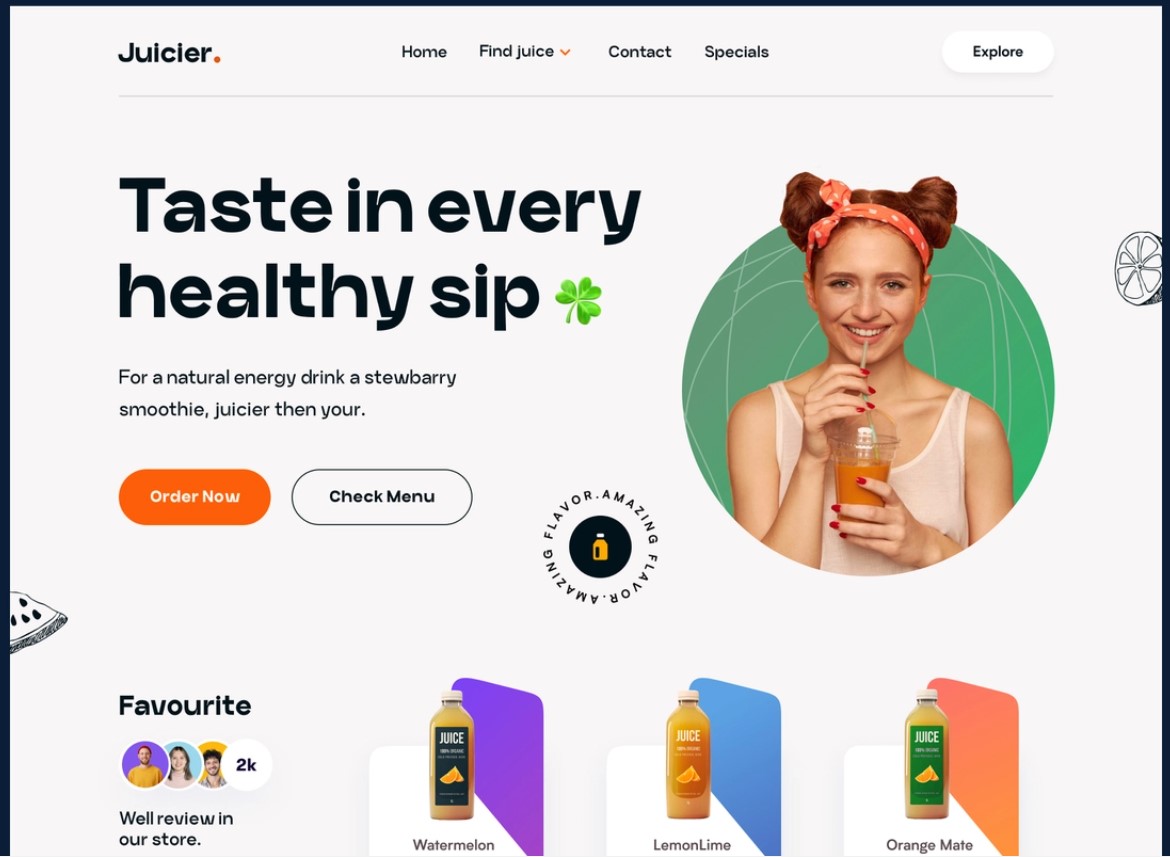 Juicier.
Home
Find juice
Contact
Specials
Explore
Taste in every
healthy sip
For a natural energy drink a stewbarry
smoothie, juicier then your.
Order Now
Check Menu
AMAZING FLAVOR.AMAZING FLAVOR.
Favourite
2k
Well review in
our store.
JUICE
100% ORGANIC
Watermelon
JUICE
100% ORGANIC
LemonLime
JUICE
100% ORGANIC
Orange Mate